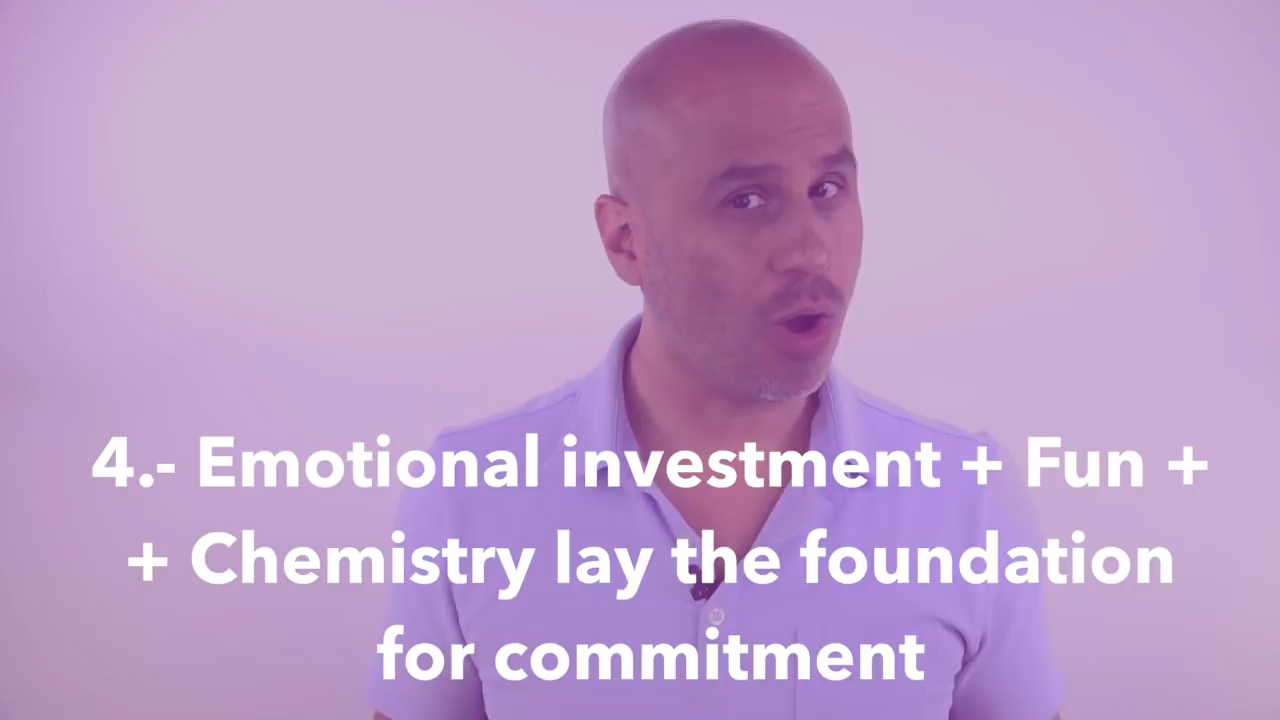 4.- Emotional investment + Fun +
+ Chemistry lay the foundation
for commitment